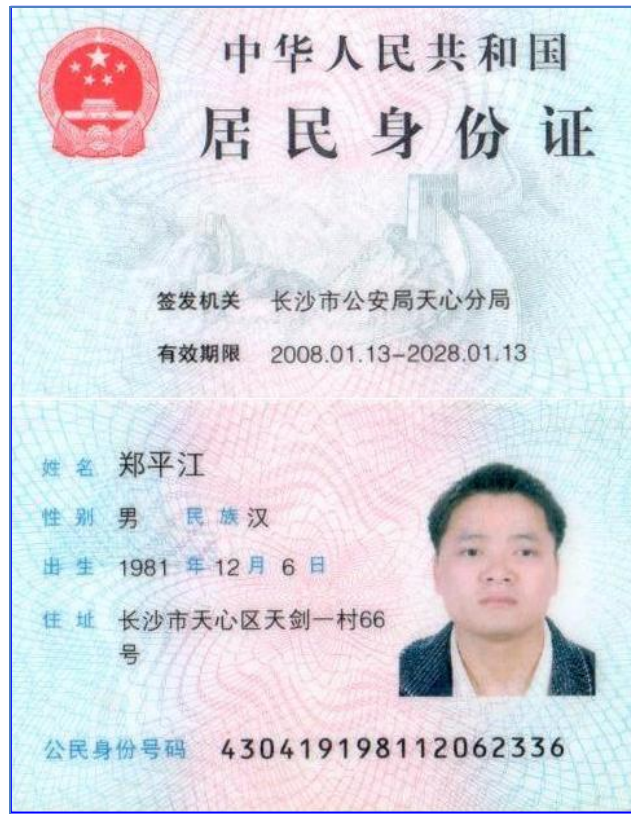 中华人民共和国
居民身份证
签发机关 长沙市公安局天心分局
有效期限 2008.01.13-2028.01.13
姓名 郑平江
性别 男 民族 汉
出生 1981 年 12 月 6 日
住址 长沙市天心区天剑一村66
号
公民身份号码 430419198112062336